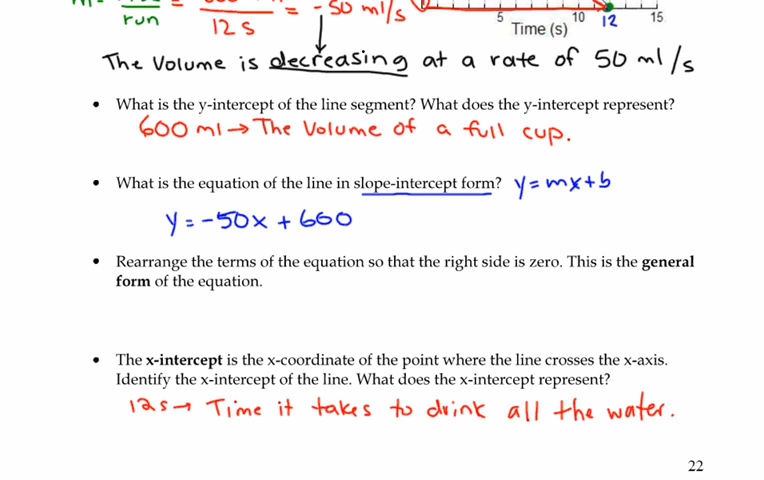 run
12 s
= -50 ml/s
5 10 12 15
Time (s)
The Volume is decreasing at a rate of 50 ml/s
• What is the y-intercept of the line segment? What does the y-intercept represent?
600 ml → The Volume of a full cup.
• What is the equation of the line in slope-intercept form? y = mx + b
y = -50x + 600
• Rearrange the terms of the equation so that the right side is zero. This is the general
form of the equation.
• The x-intercept is the x-coordinate of the point where the line crosses the x-axis.
Identify the x-intercept of the line. What does the x-intercept represent?
12s → Time it takes to drink all the water.
22